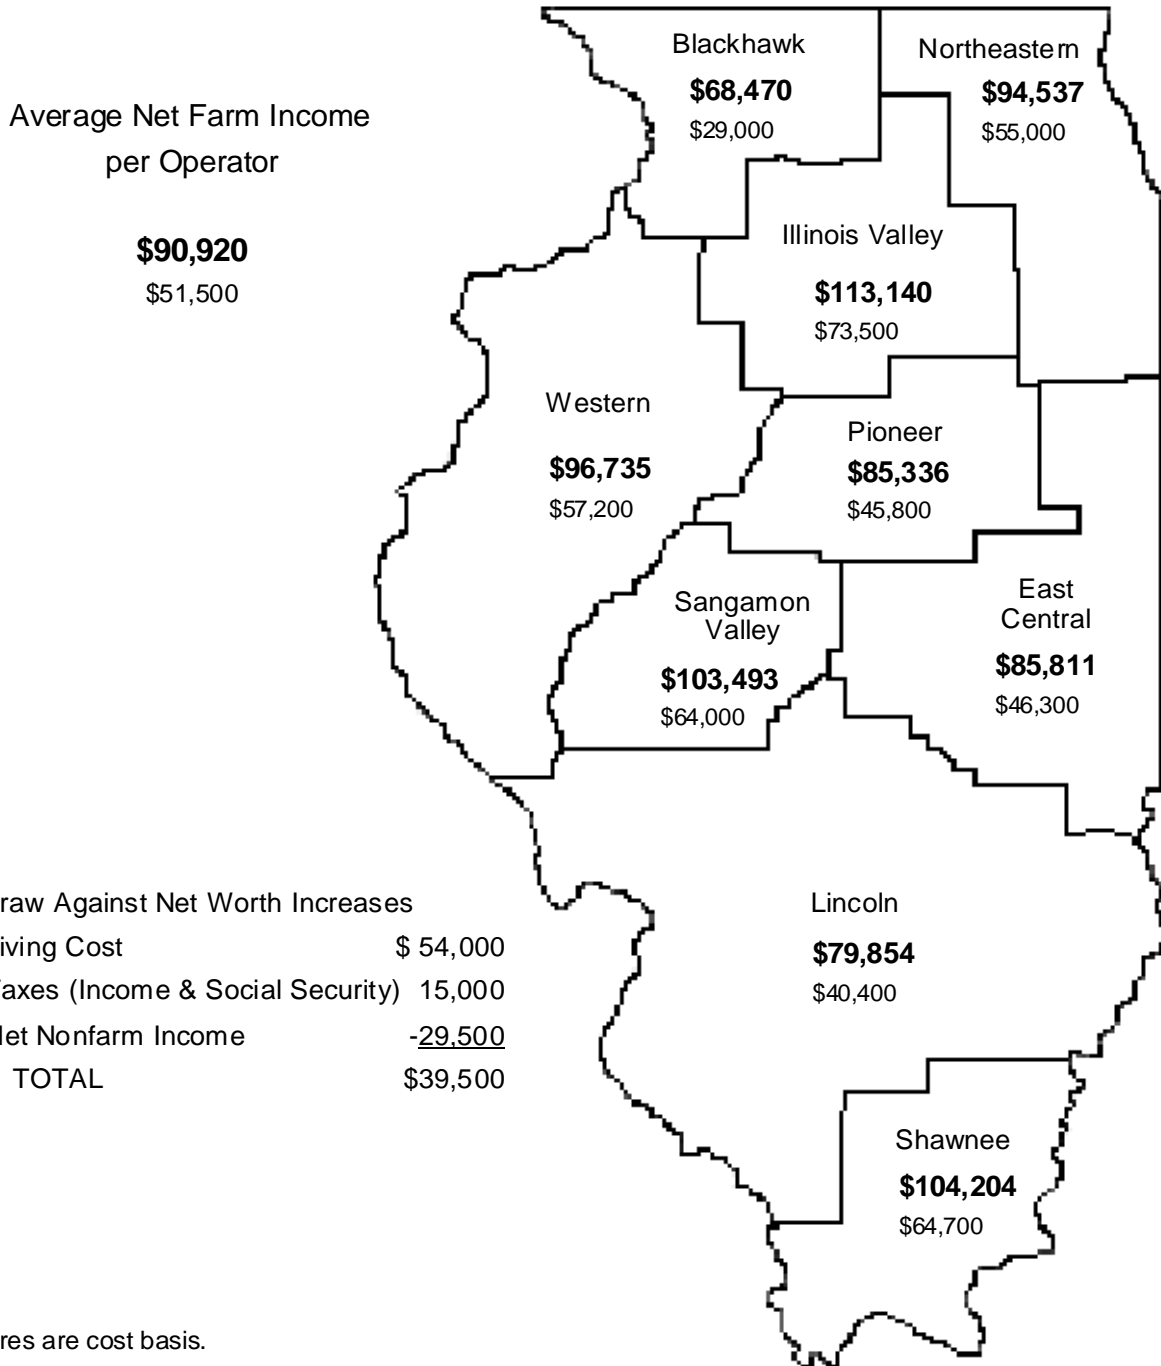 Blackhawk
$68,470
$29,000
Northeastern
$94,537
$55,000
Average Net Farm Income
per Operator
$90,920
$51,500
Illinois Valley
$113,140
$73,500
Western
$96,735
$57,200
Pioneer
$85,336
$45,800
Sangamon
Valley
$103,493
$64,000
East
Central
$85,811
$46,300
raw Against Net Worth Increases
iving Cost $ 54,000
axes (Income & Social Security) 15,000
et Nonfarm Income -29,500
TOTAL $39,500
Lincoln
$79,854
$40,400
Shawnee
$104,204
$64,700
res are cost basis.